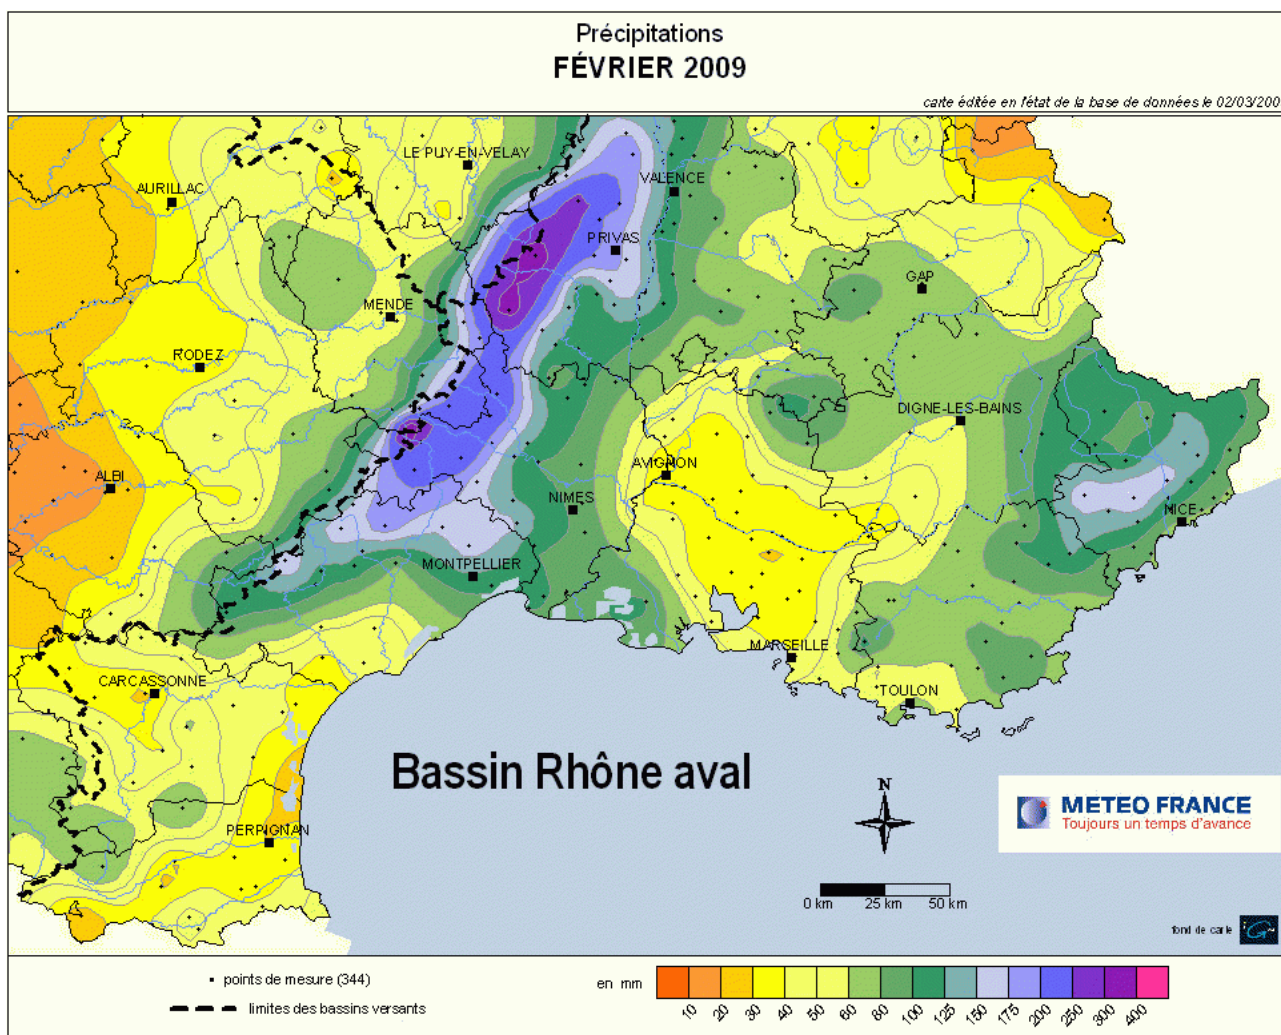 Précipitations
FÉVRIER 2009
carte éditée en l'état de la base de données le 02/03/200
LE PUY-EN-VELAY
AURILLAC
VALENCE
PRIVAS
GAP
MENDE
RODEZ
DIGNE-LES-BAINS
AVIGNON
ALBI
NIMES
NICE
MONTPELLIER
MARSEILLE
CARCASSONNE
TOULON
Bassin Rhône aval
N
METEO FRANCE
Toujours un temps d'avance
PERPIGNAN
0 km 25 km 50 km
fond de carte
points de mesure (344)
en mm
limites des bassins versants
10 20 30 40 50 60 80 100 125 150 175 200 250 300 400